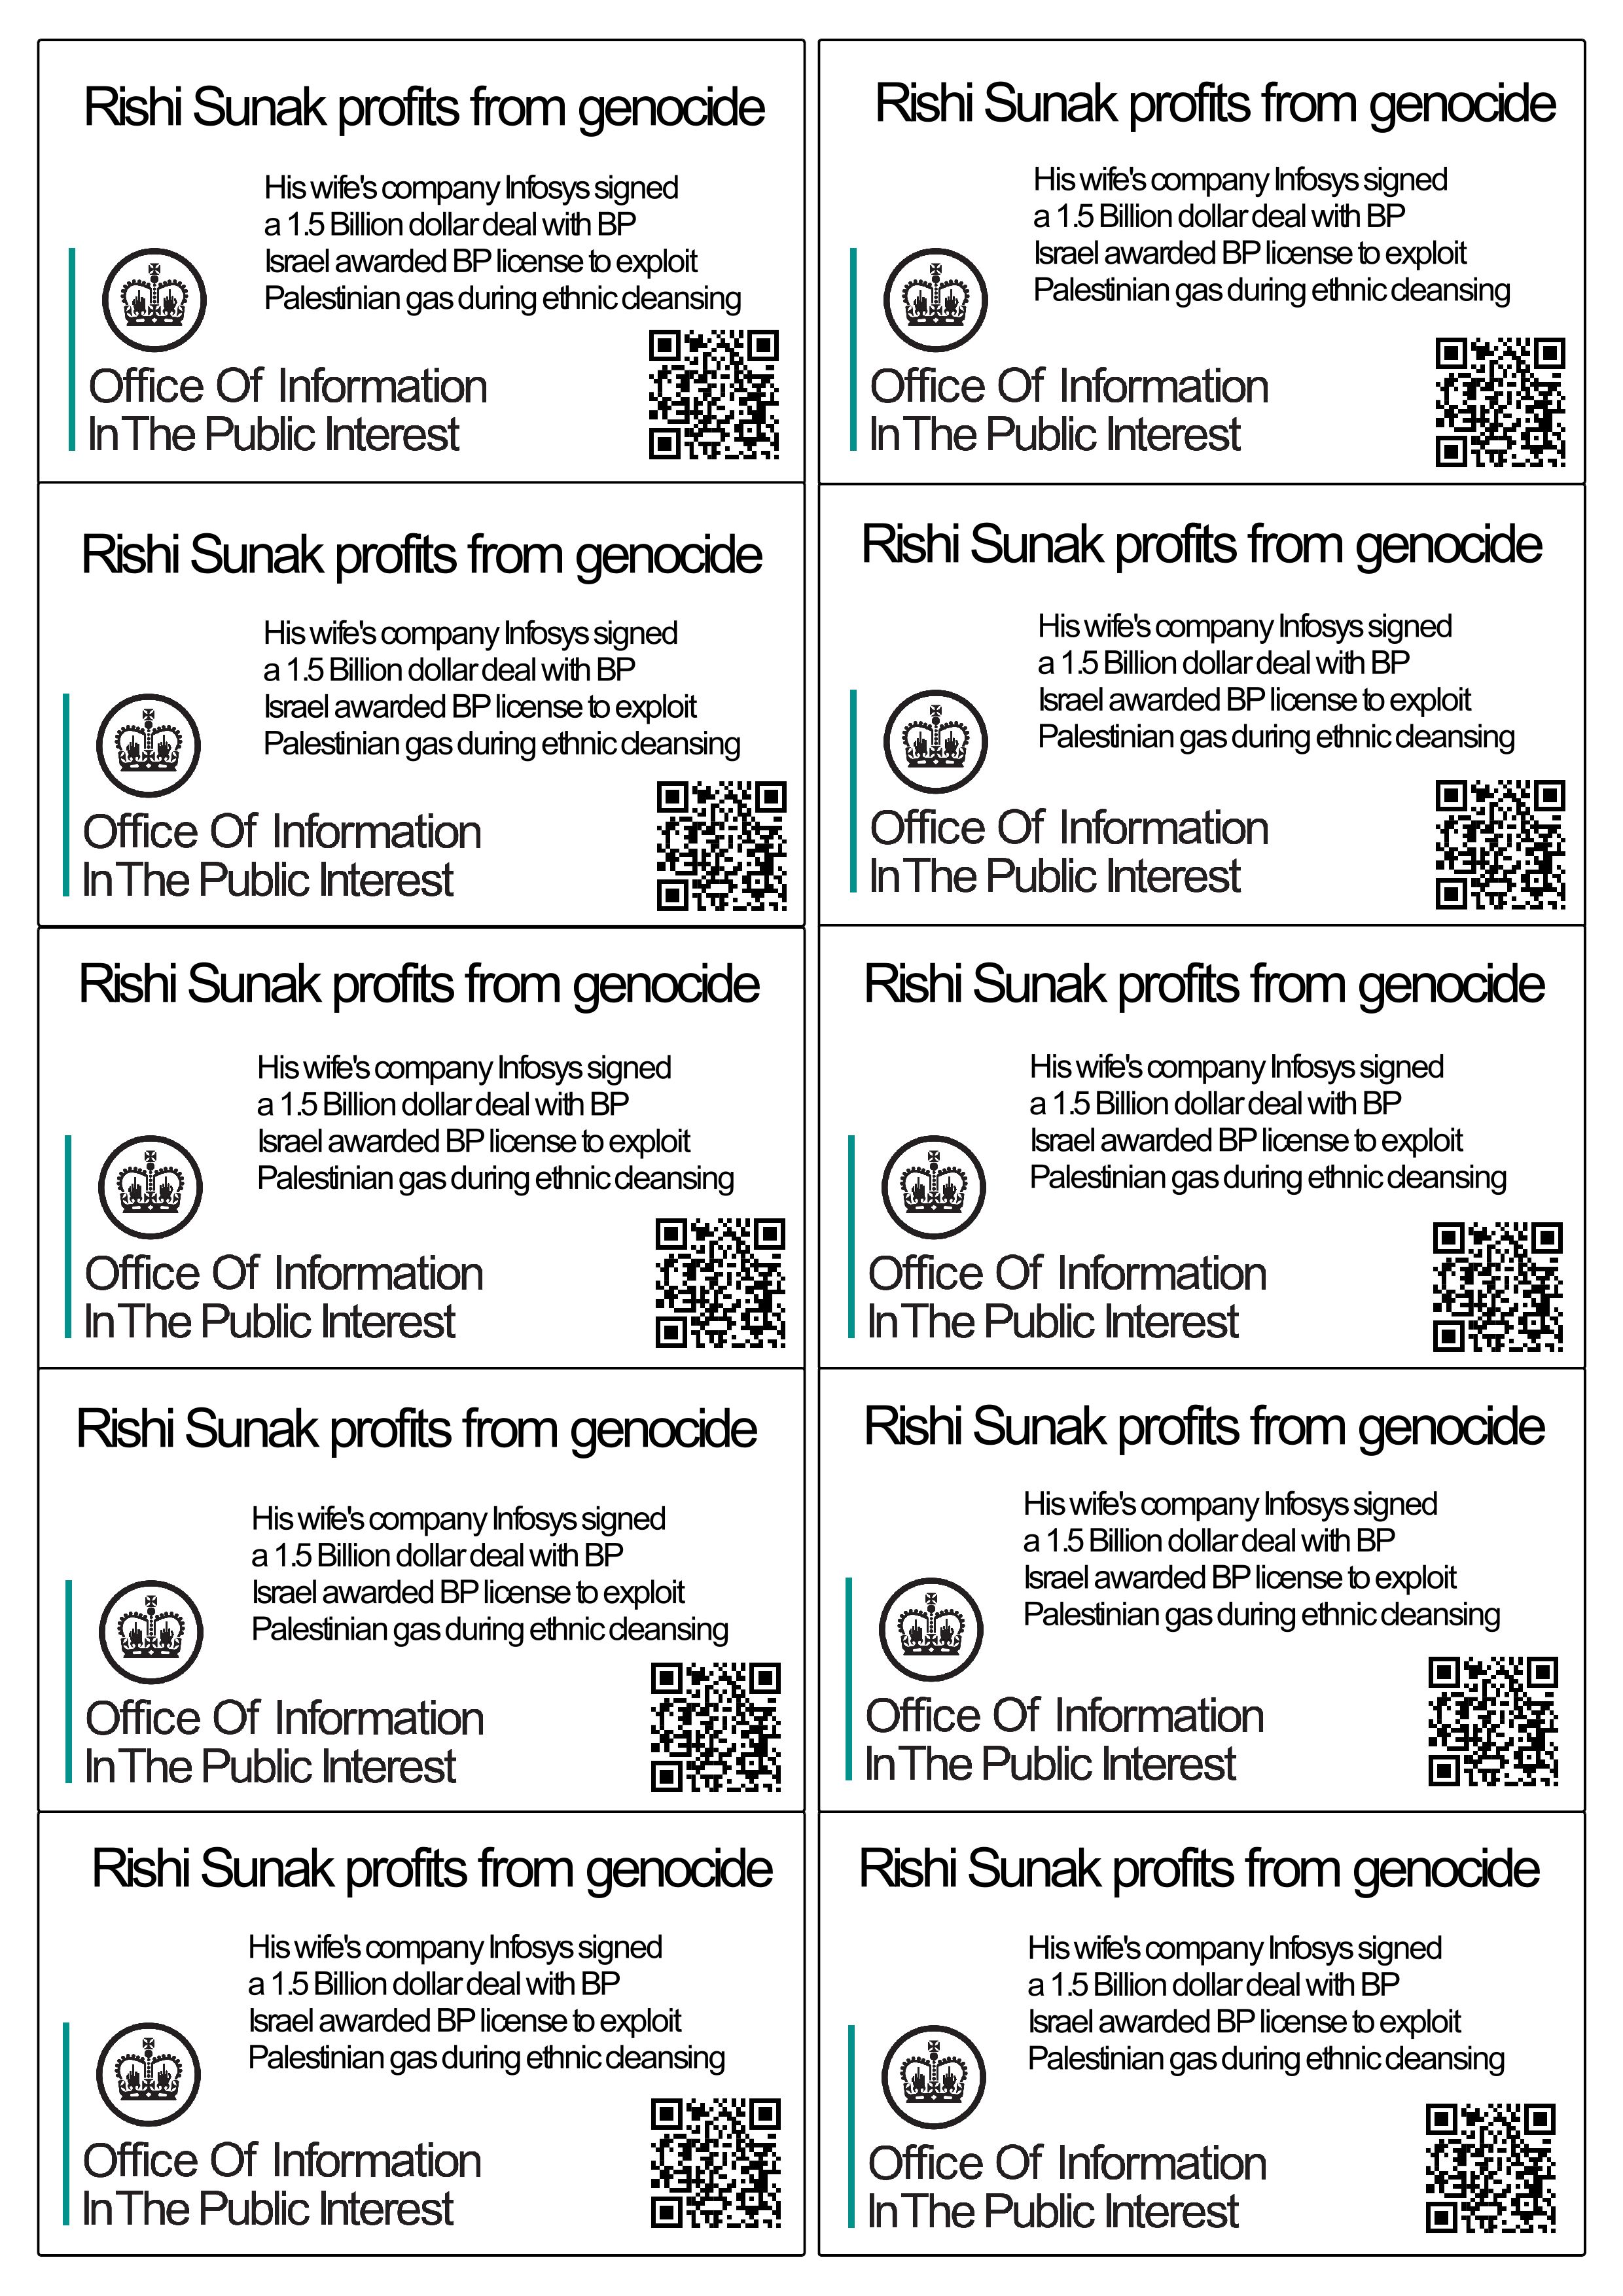 Rishi Sunak profits from genocide
His wife's company Infosys signed
a 1.5 Billion dollar deal with BP
Israel awarded BP license to exploit
Palestinian gas during ethnic cleansing
Office Of Information
In The Public Interest
Rishi Sunak profits from genocide
His wife's company Infosys signed
a 1.5 Billion dollar deal with BP
Israel awarded BP license to exploit
Palestinian gas during ethnic cleansing
Office Of Information
In The Public Interest
Rishi Sunak profits from genocide
His wife's company Infosys signed
a 1.5 Billion dollar deal with BP
Israel awarded BP license to exploit
Palestinian gas during ethnic cleansing
Office Of Information
In The Public Interest
Rishi Sunak profits from genocide
His wife's company Infosys signed
a 1.5 Billion dollar deal with BP
Israel awarded BP license to exploit
Palestinian gas during ethnic cleansing
Office Of Information
In The Public Interest
Rishi Sunak profits from genocide
His wife's company Infosys signed
a 1.5 Billion dollar deal with BP
Israel awarded BP license to exploit
Palestinian gas during ethnic cleansing
Office Of Information
In The Public Interest
Rishi Sunak profits from genocide
His wife's company Infosys signed
a 1.5 Billion dollar deal with BP
Israel awarded BP license to exploit
Palestinian gas during ethnic cleansing
Office Of Information
In The Public Interest
Rishi Sunak profits from genocide
His wife's company Infosys signed
a 1.5 Billion dollar deal with BP
Israel awarded BP license to exploit
Palestinian gas during ethnic cleansing
Office Of Information
In The Public Interest
Rishi Sunak profits from genocide
His wife's company Infosys signed
a 1.5 Billion dollar deal with BP
Israel awarded BP license to exploit
Palestinian gas during ethnic cleansing
Office Of Information
In The Public Interest
Rishi Sunak profits from genocide
His wife's company Infosys signed
a 1.5 Billion dollar deal with BP
Israel awarded BP license to exploit
Palestinian gas during ethnic cleansing
Office Of Information
In The Public Interest
Rishi Sunak profits from genocide
His wife's company Infosys signed
a 1.5 Billion dollar deal with BP
Israel awarded BP license to exploit
Palestinian gas during ethnic cleansing
Office Of Information
In The Public Interest